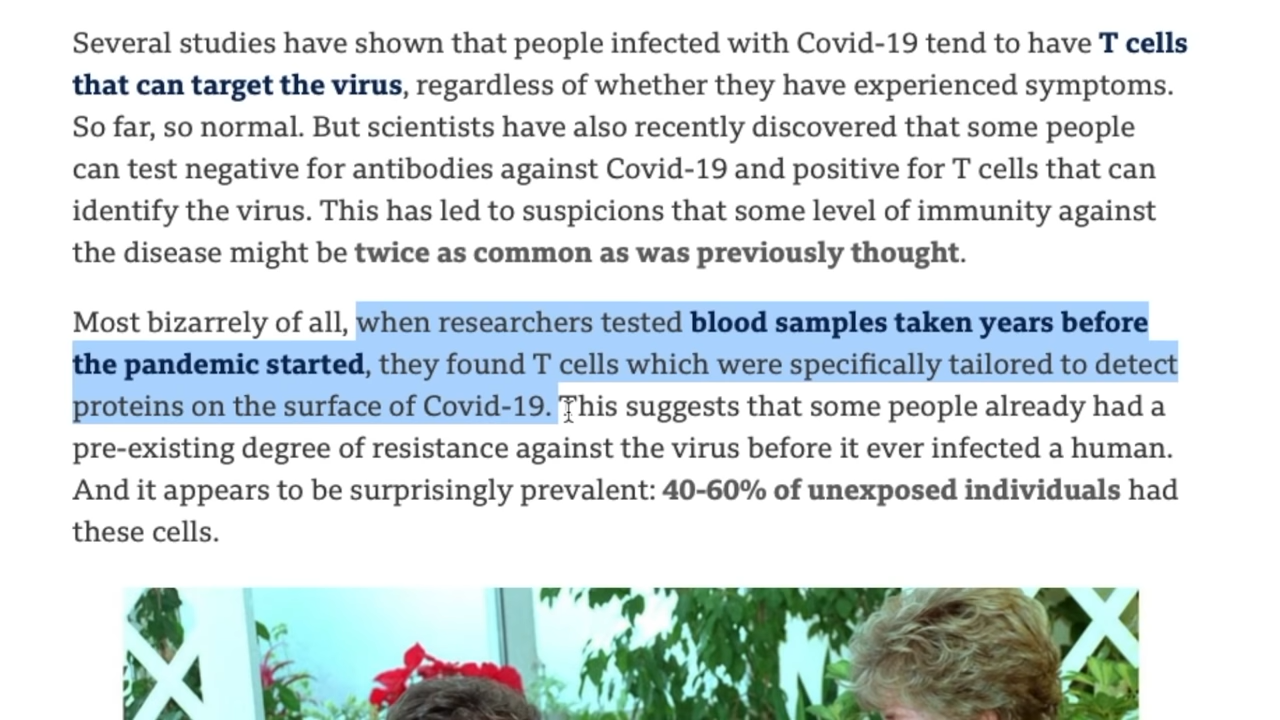 Several studies have shown that people infected with Covid-19 tend to have T cells
that can target the virus, regardless of whether they have experienced symptoms.
So far, so normal. But scientists have also recently discovered that some people
can test negative for antibodies against Covid-19 and positive for T cells that can
identify the virus. This has led to suspicions that some level of immunity against
the disease might be twice as common as was previously thought.
Most bizarrely of all, when researchers tested blood samples taken years before
the pandemic started, they found T cells which were specifically tailored to detect
proteins on the surface of Covid-19. This suggests that some people already had a
pre-existing degree of resistance against the virus before it ever infected a human.
And it appears to be surprisingly prevalent: 40-60% of unexposed individuals had
these cells.